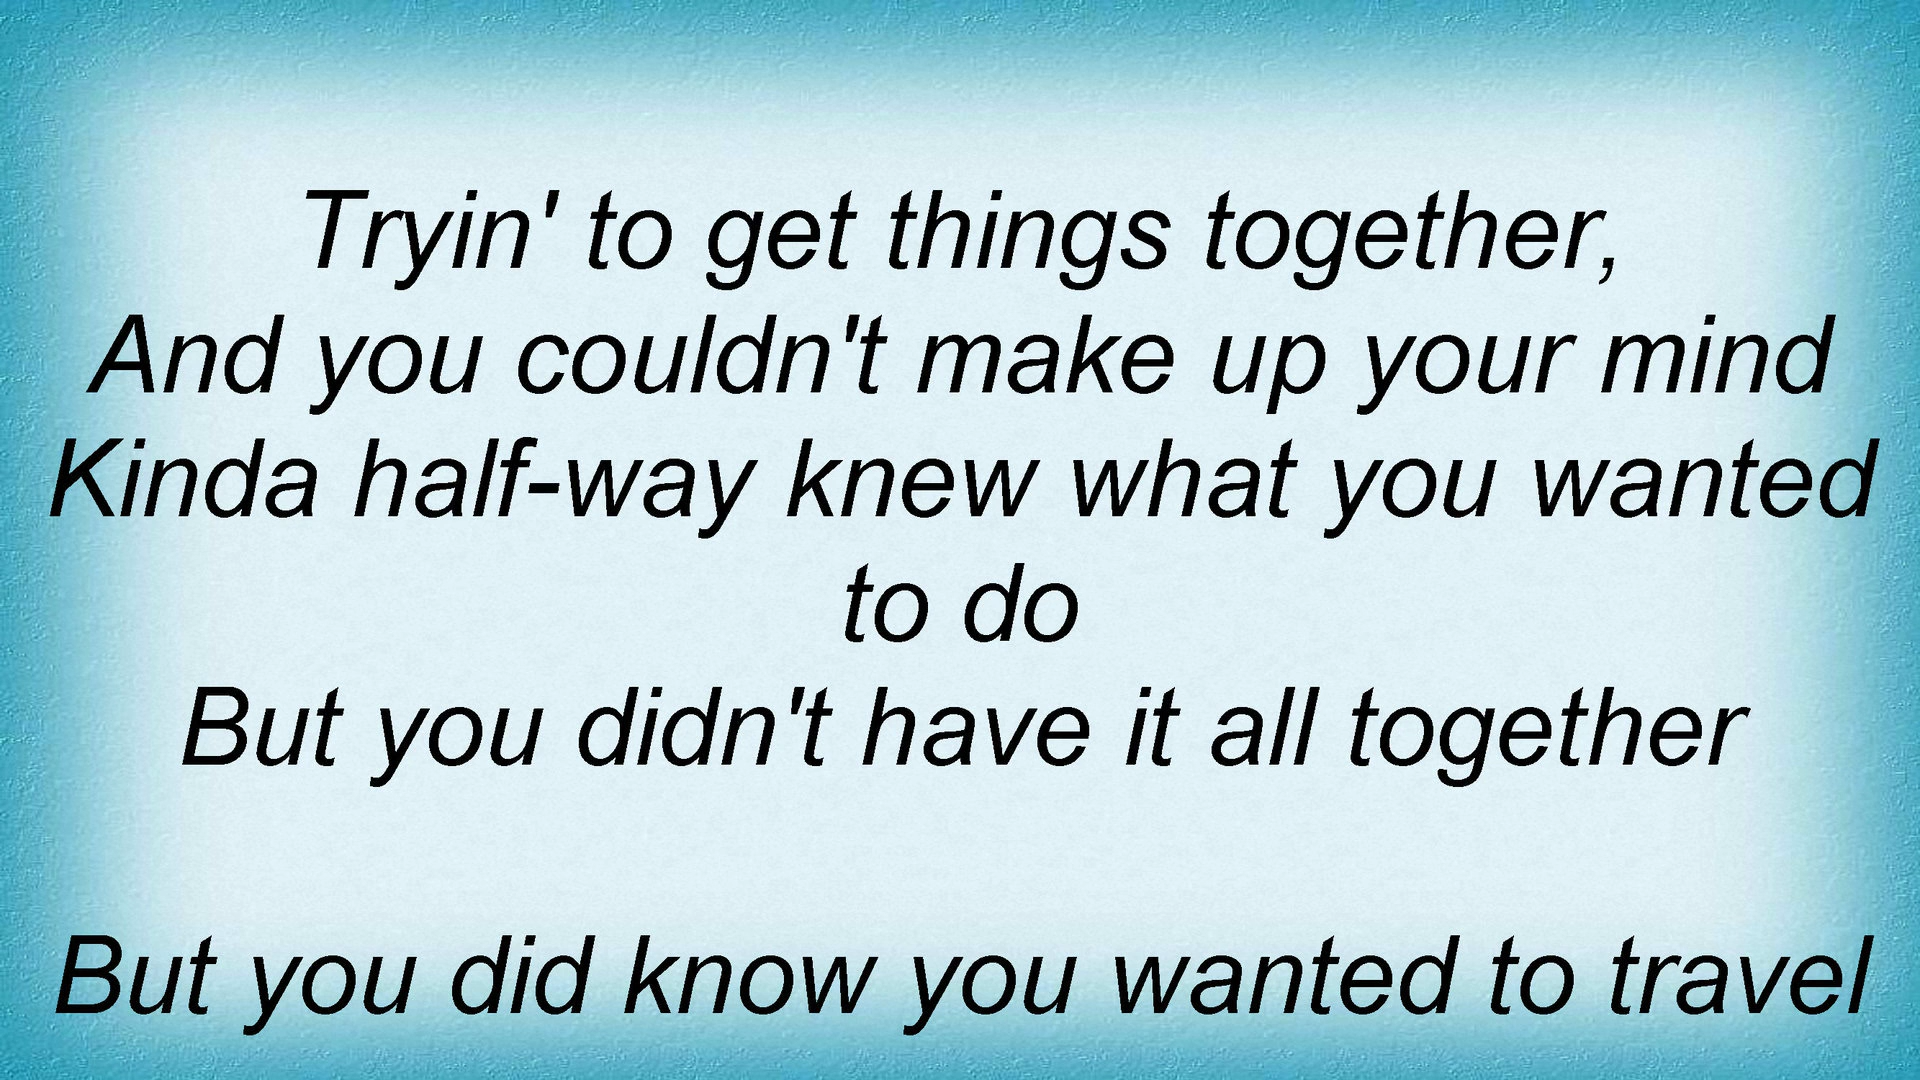 Tryin' to get things together,
And you couldn't make up your mind
Kinda half-way knew what you wanted
to do
But you didn't have it all together
But you did know you wanted to travel